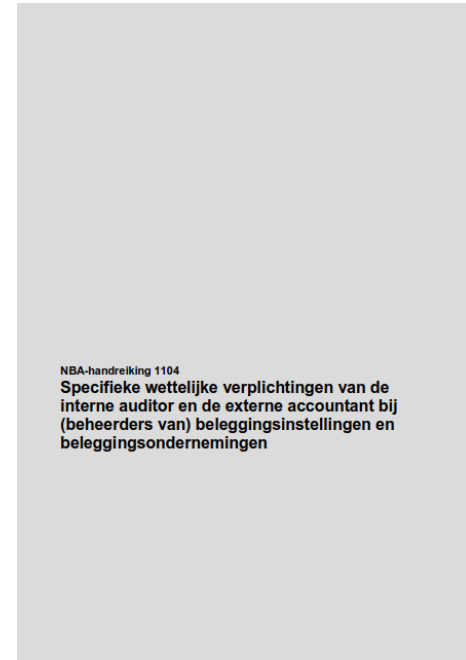 NBA-handreiking 1104
Specifieke wettelijke verplichtingen van de
interne auditor en de externe accountant bij
(beheerders van) beleggingsinstellingen en
beleggingsondernemingen